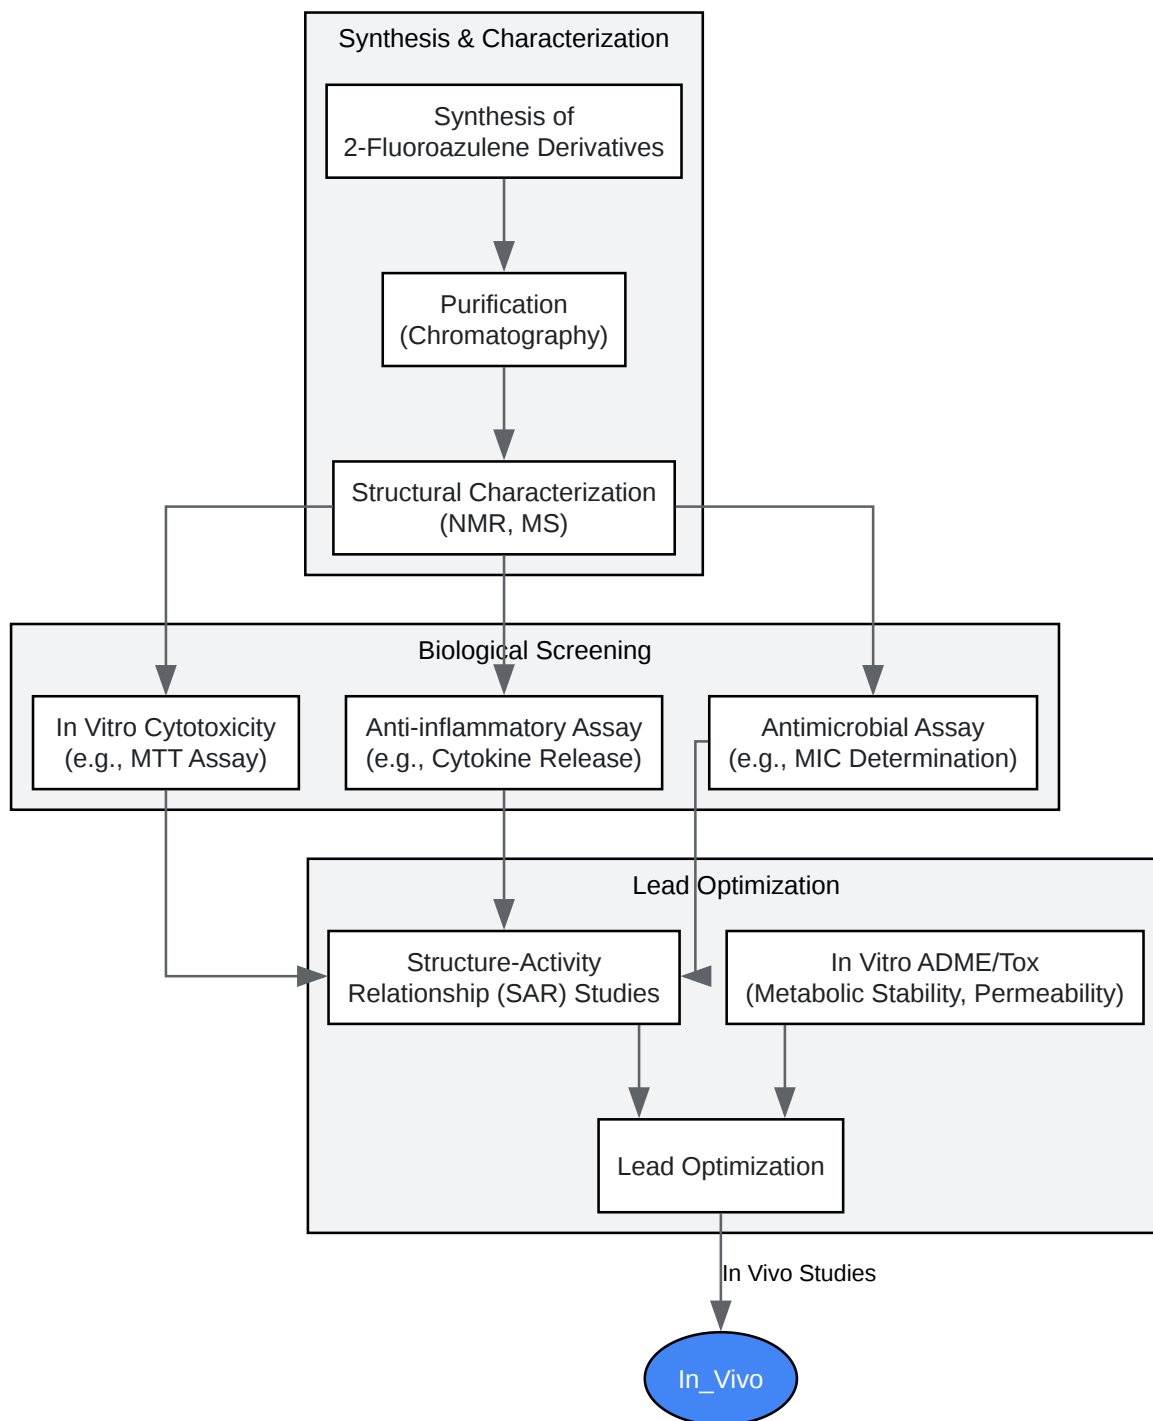 Synthesis & Characterization
Synthesis of
2-Fluoroazulene Derivatives
Purification
(Chromatography)
Structural Characterization
(NMR, MS)
Biological Screening
In Vitro Cytotoxicity
(e.g., MTT Assay)
Anti-inflammatory Assay
(e.g., Cytokine Release)
Antimicrobial Assay
(e.g., MIC Determination)
Lead Optimization
Structure-Activity
Relationship (SAR) Studies
In Vitro ADME/Tox
(Metabolic Stability, Permeability)
Lead Optimization
In Vivo Studies
In_Vivo